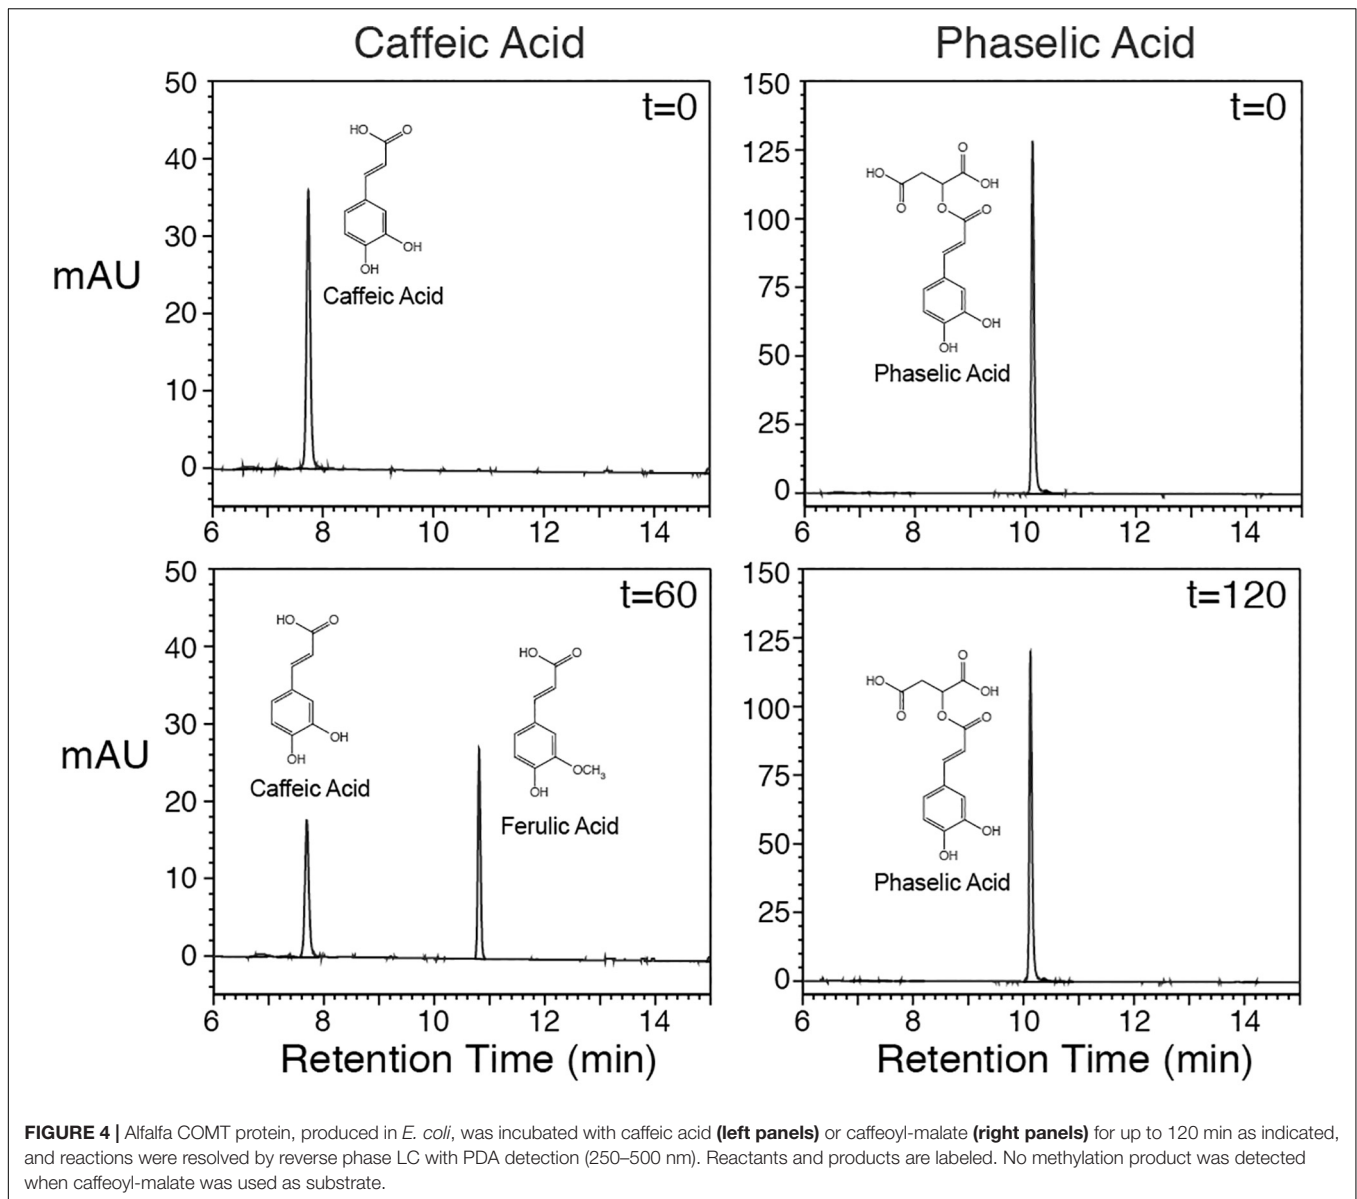 Caffeic Acid
Phaselic Acid
50
40
30
20
10
0
mAU
t=0
HO
O
OH
OH
Caffeic Acid
6
8
10
12
14
150
125
100
75
50
25
0
t=0
HO
O
O
OH
O
O
OH
OH
Phaselic Acid
6
8
10
12
14
50
40
30
20
10
0
mAU
t=60
HO
O
OH
OH
Caffeic Acid
HO
O
OCH3
OH
Ferulic Acid
6
8
10
12
14
Retention Time (min)
150
125
100
75
50
25
0
t=120
HO
O
O
OH
O
O
OH
OH
Phaselic Acid
6
8
10
12
14
Retention Time (min)
FIGURE 4 | Alfalfa COMT protein, produced in E. coli, was incubated with caffeic acid (left panels) or caffeoyl-malate (right panels) for up to 120 min as indicated,
and reactions were resolved by reverse phase LC with PDA detection (250–500 nm). Reactants and products are labeled. No methylation product was detected
when caffeoyl-malate was used as substrate.